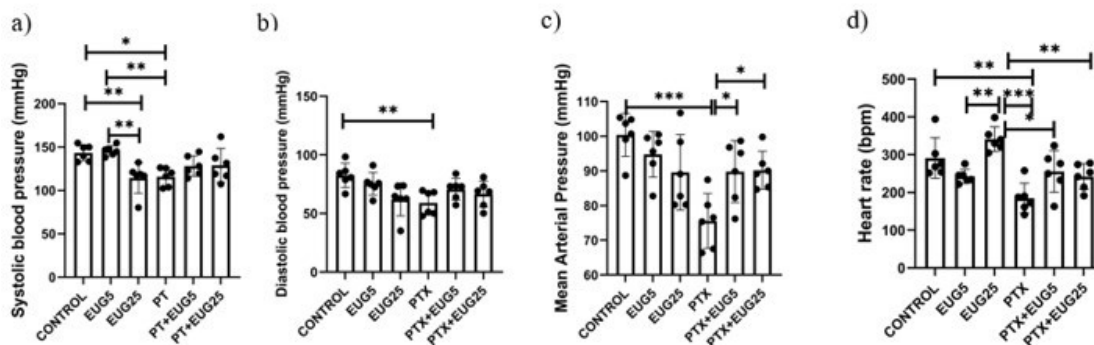 a)
*
**
**
**
Systolic blood pressure (mmHg)
200
150
100
50
0
CONTROL
EUG5
EUG25
PT
PT+EUG5
PT+EUG25
b)
**
Diastolic blood pressure (mmHg)
150
100
50
0
CONTROL
EUG5
EUG25
PTX
PTX+EUG5
PTX+EUG25
c)
*
***
*
Mean Arterial Pressure (mmHg)
110
100
90
80
70
60
CONTROL
EUG5
EUG25
PTX
PTX+EUG5
PTX+EUG25
d)
**
**
**
***
*
Heart rate (bpm)
500
400
300
200
100
0
CONTROL
EUG5
EUG25
PTX
PTX+EUG5
PTX+EUG25